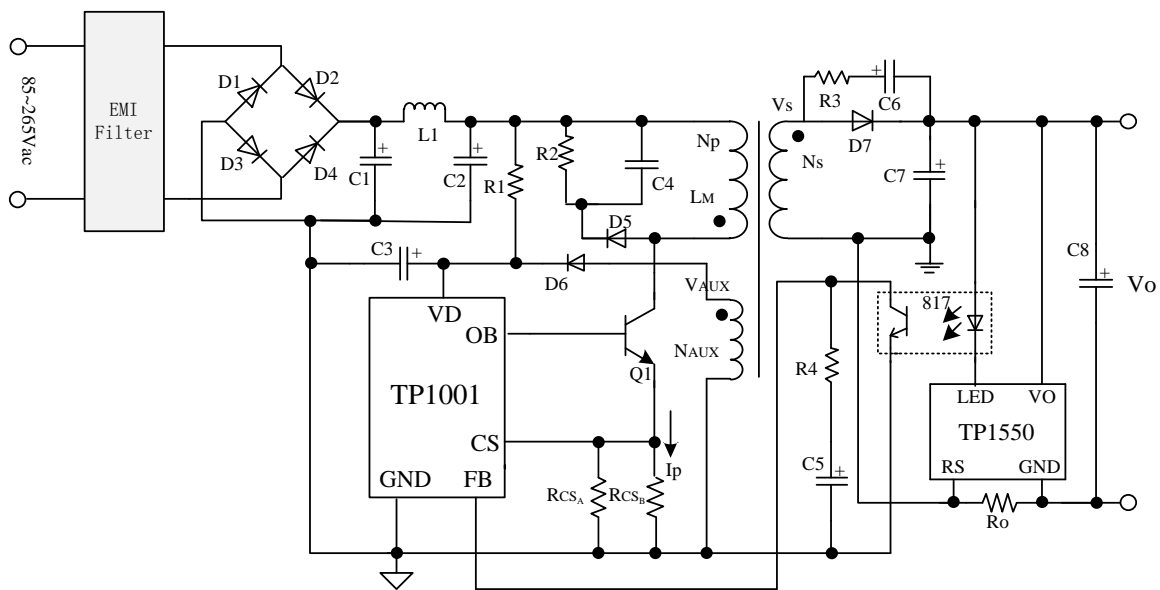 85~265Vac
EMI
Filter
D1
D2
D3
D4
C1
L1
C2
R1
R2
C4
D5
Np
LM
Vs
Ns
R3
C6
D7
C7
C8
Vo
C3
D6
VAUX
NAUX
VD
OB
TP1001
CS
GND
FB
Q1
Ip
RCSA
RCSB
R4
C5
817
LED
VO
TP1550
RS
GND
Ro